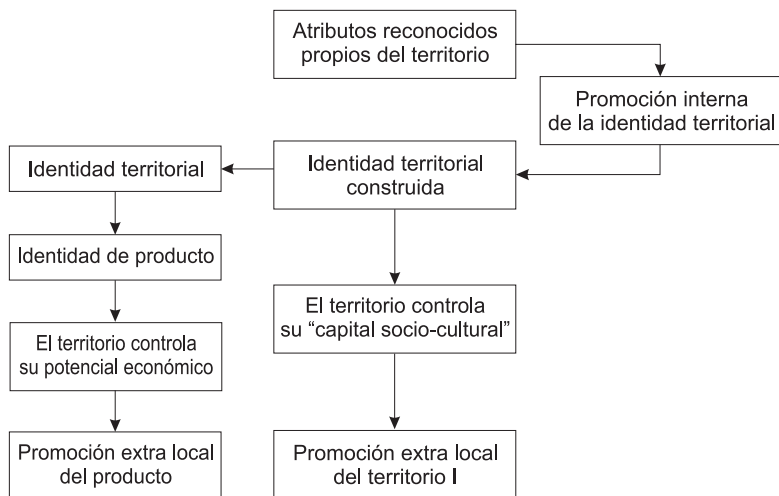 Atributos reconocidos
propios del territorio
Promoción interna
de la identidad territorial
Identidad territorial
construida
Identidad territorial
Identidad de producto
El territorio controla
su potencial económico
Promoción extra local
del producto
El territorio controla
su “capital socio-cultural”
Promoción extra local
del territorio I